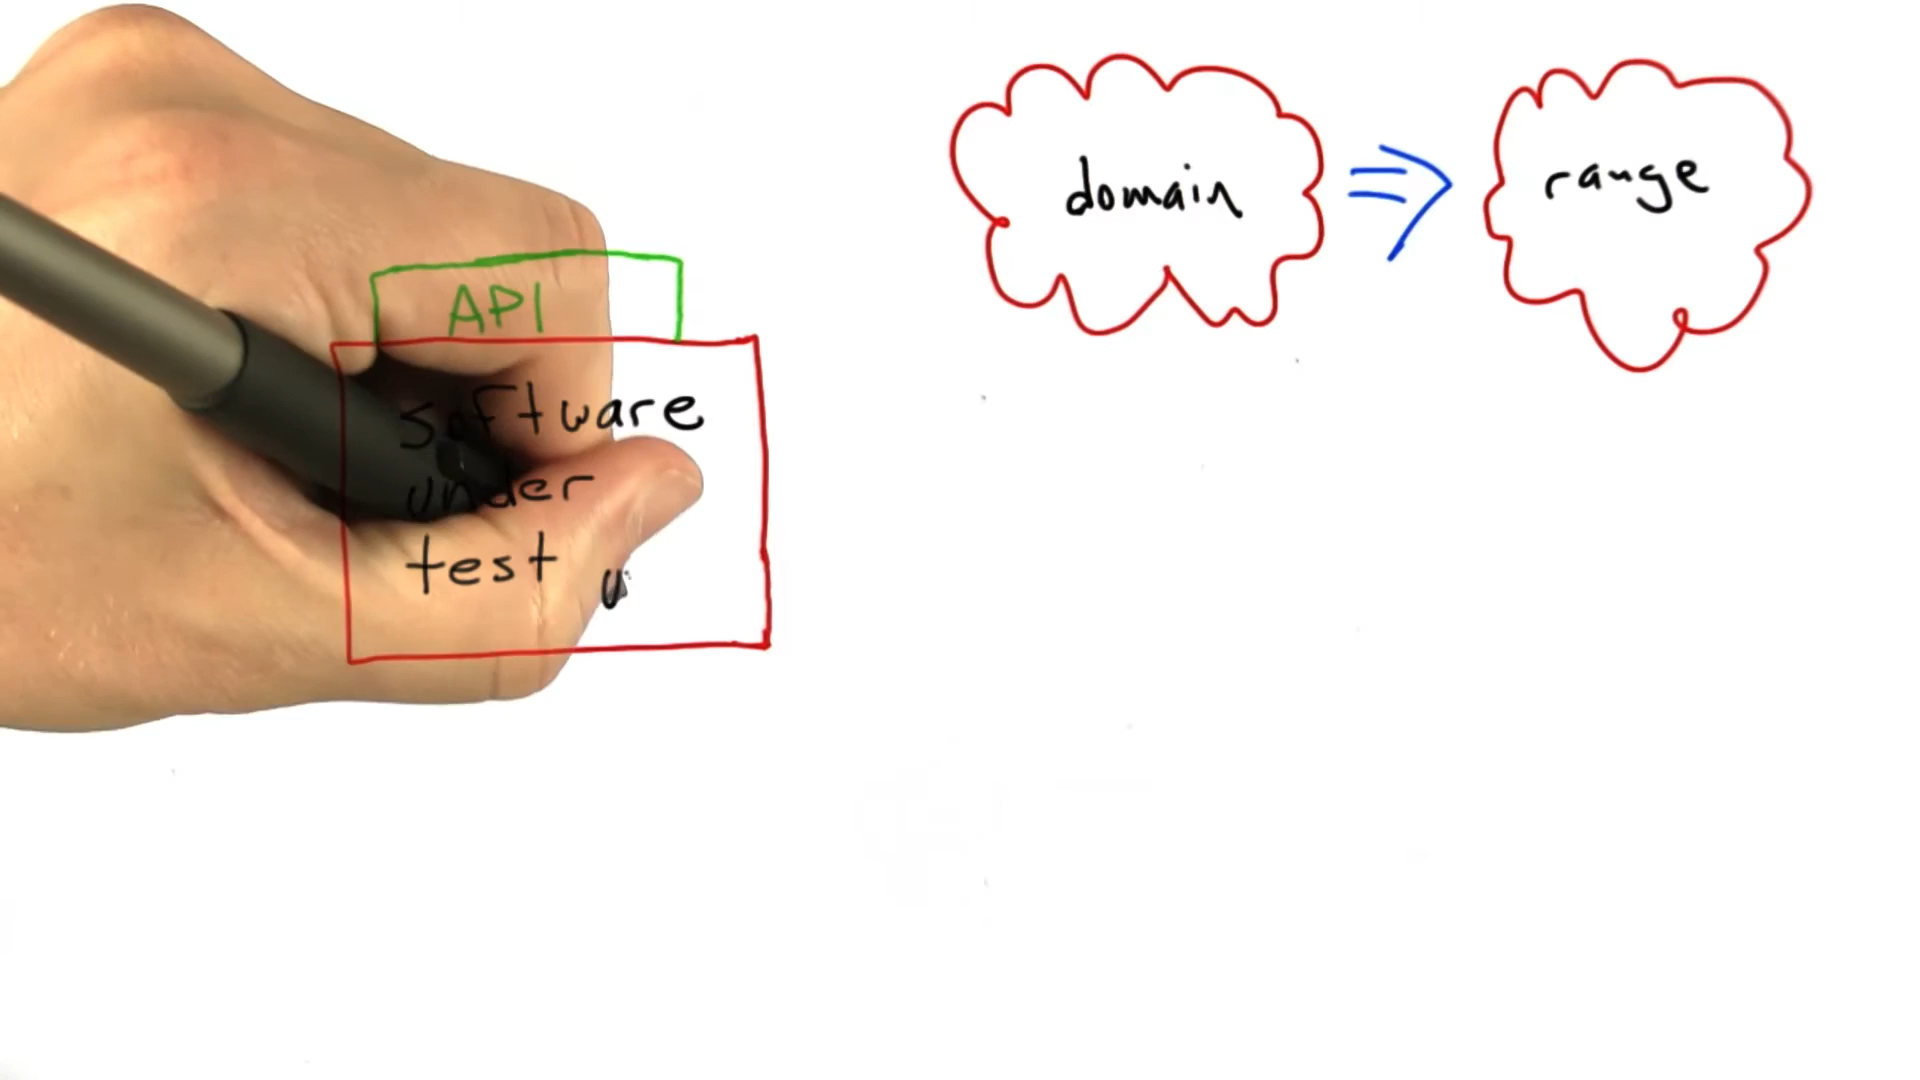 API
software
under
test
domain
range